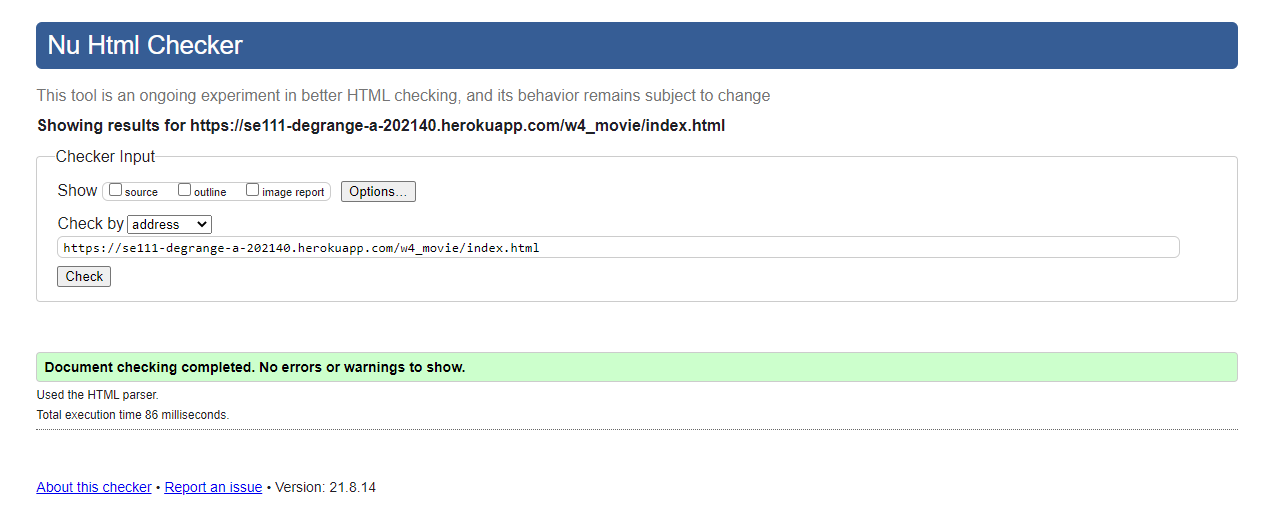 Nu Html Checker
This tool is an ongoing experiment in better HTML checking, and its behavior remains subject to change
Showing results for https://se111-degrange-a-202140.herokuapp.com/w4_movie/index.html
Checker Input
Show source outline image report Options...
Check by address
https://se111-degrange-a-202140.herokuapp.com/w4_movie/index.html
Check
Document checking completed. No errors or warnings to show.
Used the HTML parser.
Total execution time 86 milliseconds.
About this checker • Report an issue • Version: 21.8.14